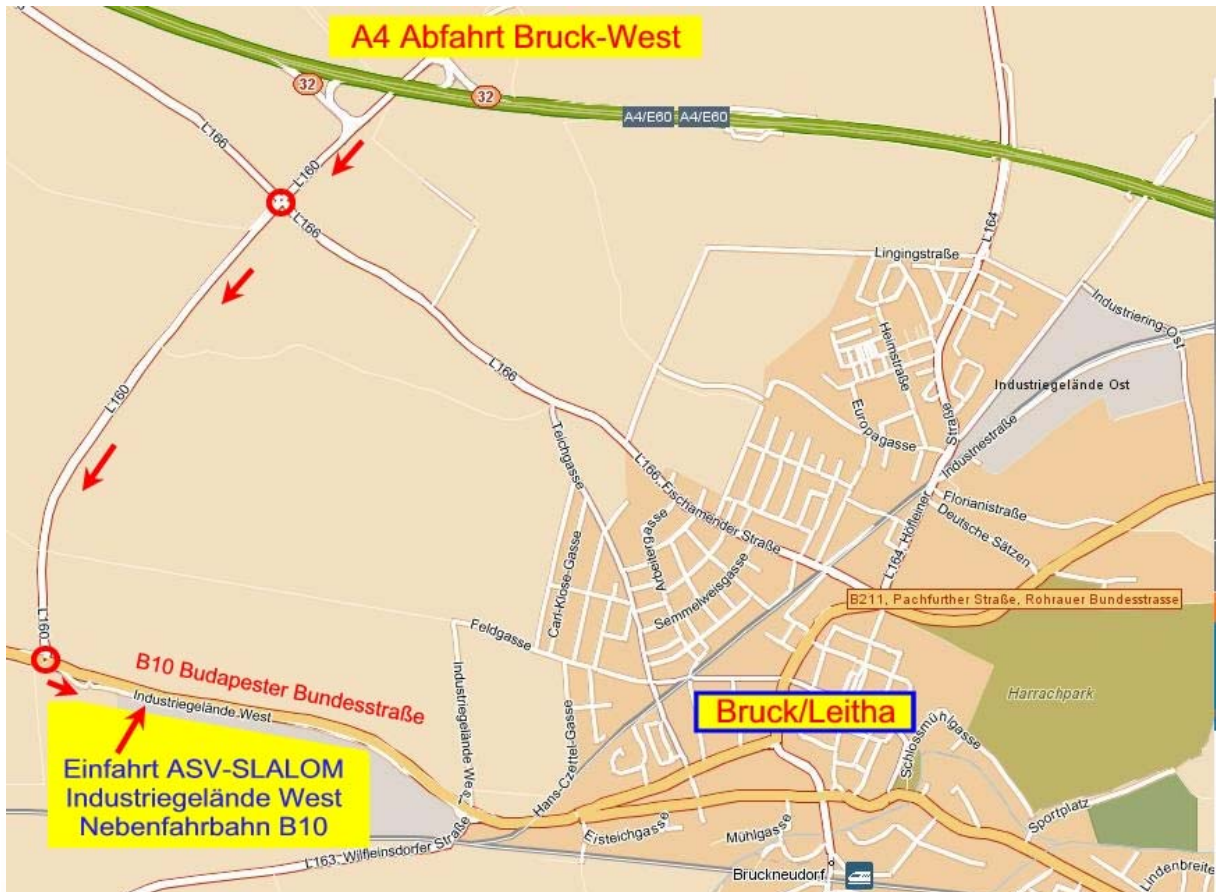 A4 Abfahrt Bruck-West
32
32
A4/E60
A4/E60
L166
L160
L166
L164
Lingingstraße
Industriering-Ost
Heimstraße
L166
Industriegelände Ost
L160
Europagasse
Straße
Teichgasse
Industriestraße
L166, Fischamender Straße
Florianistraße
Deutsche Sätzen
Arbeitergasse
L164, Höfleiner
Carl-Klose-Gasse
Semmelweisgasse
B211, Pachfurther Straße, Rohrauer Bundesstrasse
L160
Feldgasse
B10 Budapester Bundesstraße
Industriegelände West
Industriegelände Wes
Harrachpark
Bruck/Leitha
Schlossmühlgasse
Einfahrt ASV-SLALOM
Industriegelände West
Nebenfahrbahn B10
Hans-Czettel-Gasse
Sportplatz
Eisteichgasse
Mühlgasse
L163, Wilfleinsdorfer Straße
Bruckneudorf
Lindenbreite